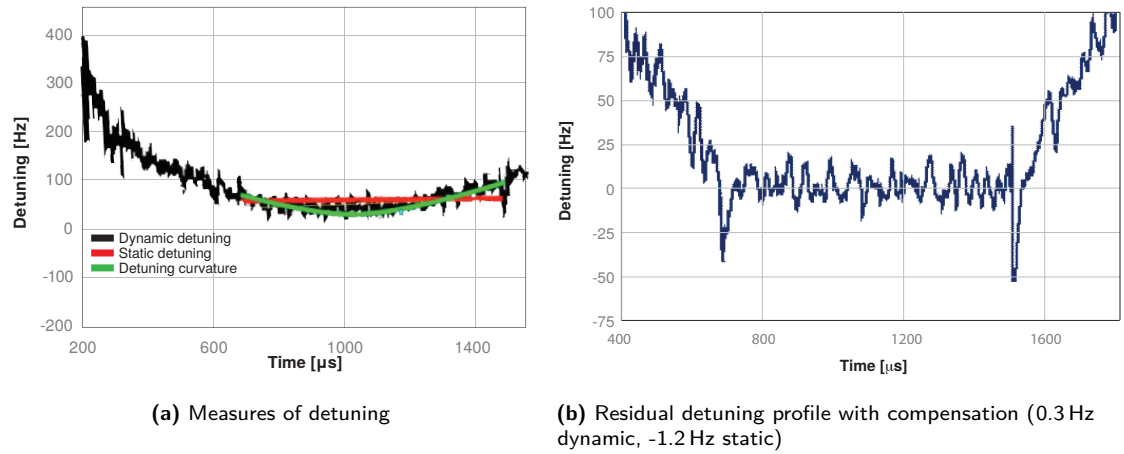 400
300
200
100
0
-100
-200
200
600
1000
1400
Detuning [Hz]
Time [µs]
Dynamic detuning
Static detuning
Detuning curvature
(a) Measures of detuning
100
75
50
25
0
-25
-50
-75
400
800
1200
1600
Detuning [Hz]
Time [µs]
(b) Residual detuning profile with compensation (0.3 Hz
dynamic, -1.2 Hz static)